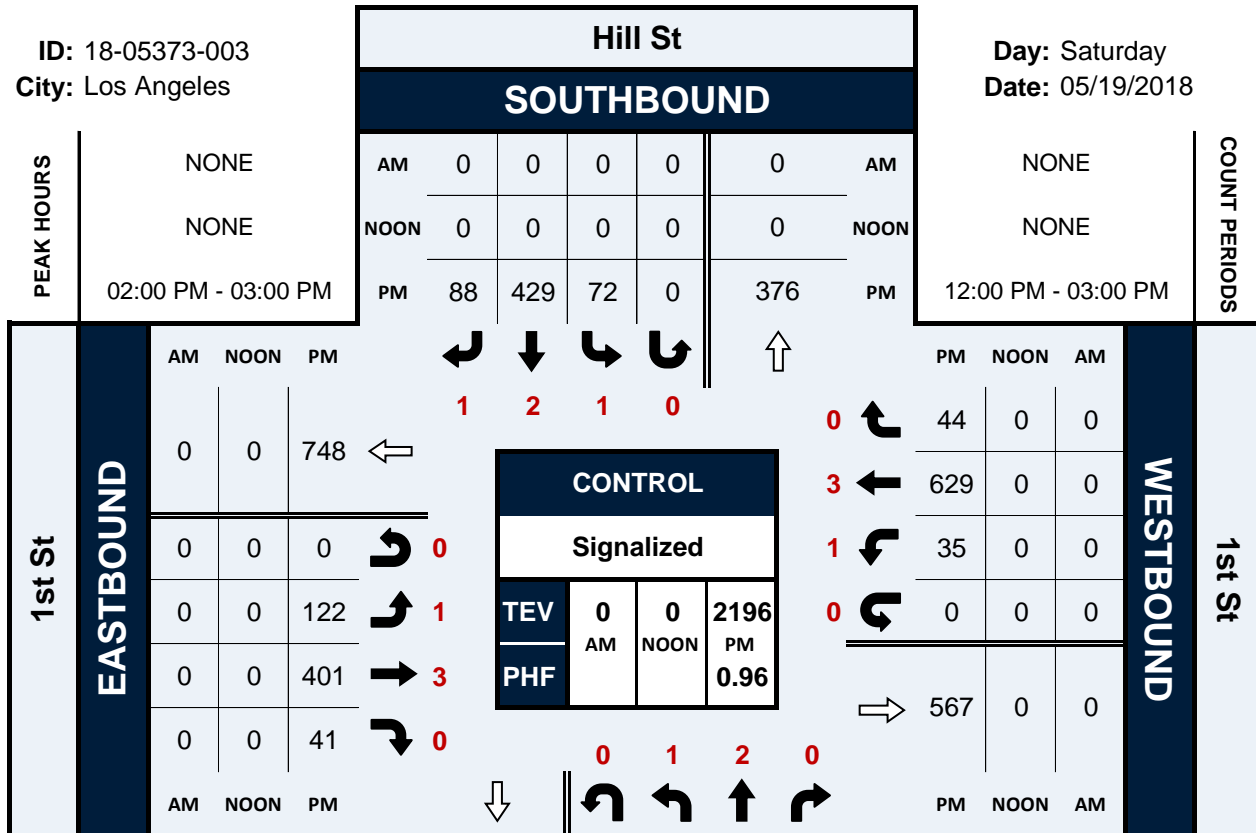 Hill St
ID: 18-05373-003
Day: Saturday
City: Los Angeles
SOUTHBOUND
Date: 05/19/2018
PEAK HOURS
NONE
AM 0 0 0 0 0 AM
NONE
COUNT PERIODS
NONE
NOON 0 0 0 0 0 NOON
NONE
02:00 PM - 03:00 PM
PM 88 429 72 0 376 PM
12:00 PM - 03:00 PM
AM NOON PM
PM NOON AM
1 2 1 0
0 44 0 0
0 0 748
CONTROL
3 629 0 0
1st St
EASTBOUND
WESTBOUND
1st St
0 0 0 0
Signalized
1 35 0 0
0 0 122 1
TEV 0 0 2196
AM NOON PM
0 0 0 0
0 0 401 3
PHF 0.96
567 0 0
0 0 41 0
0 1 2 0
AM NOON PM
PM NOON AM